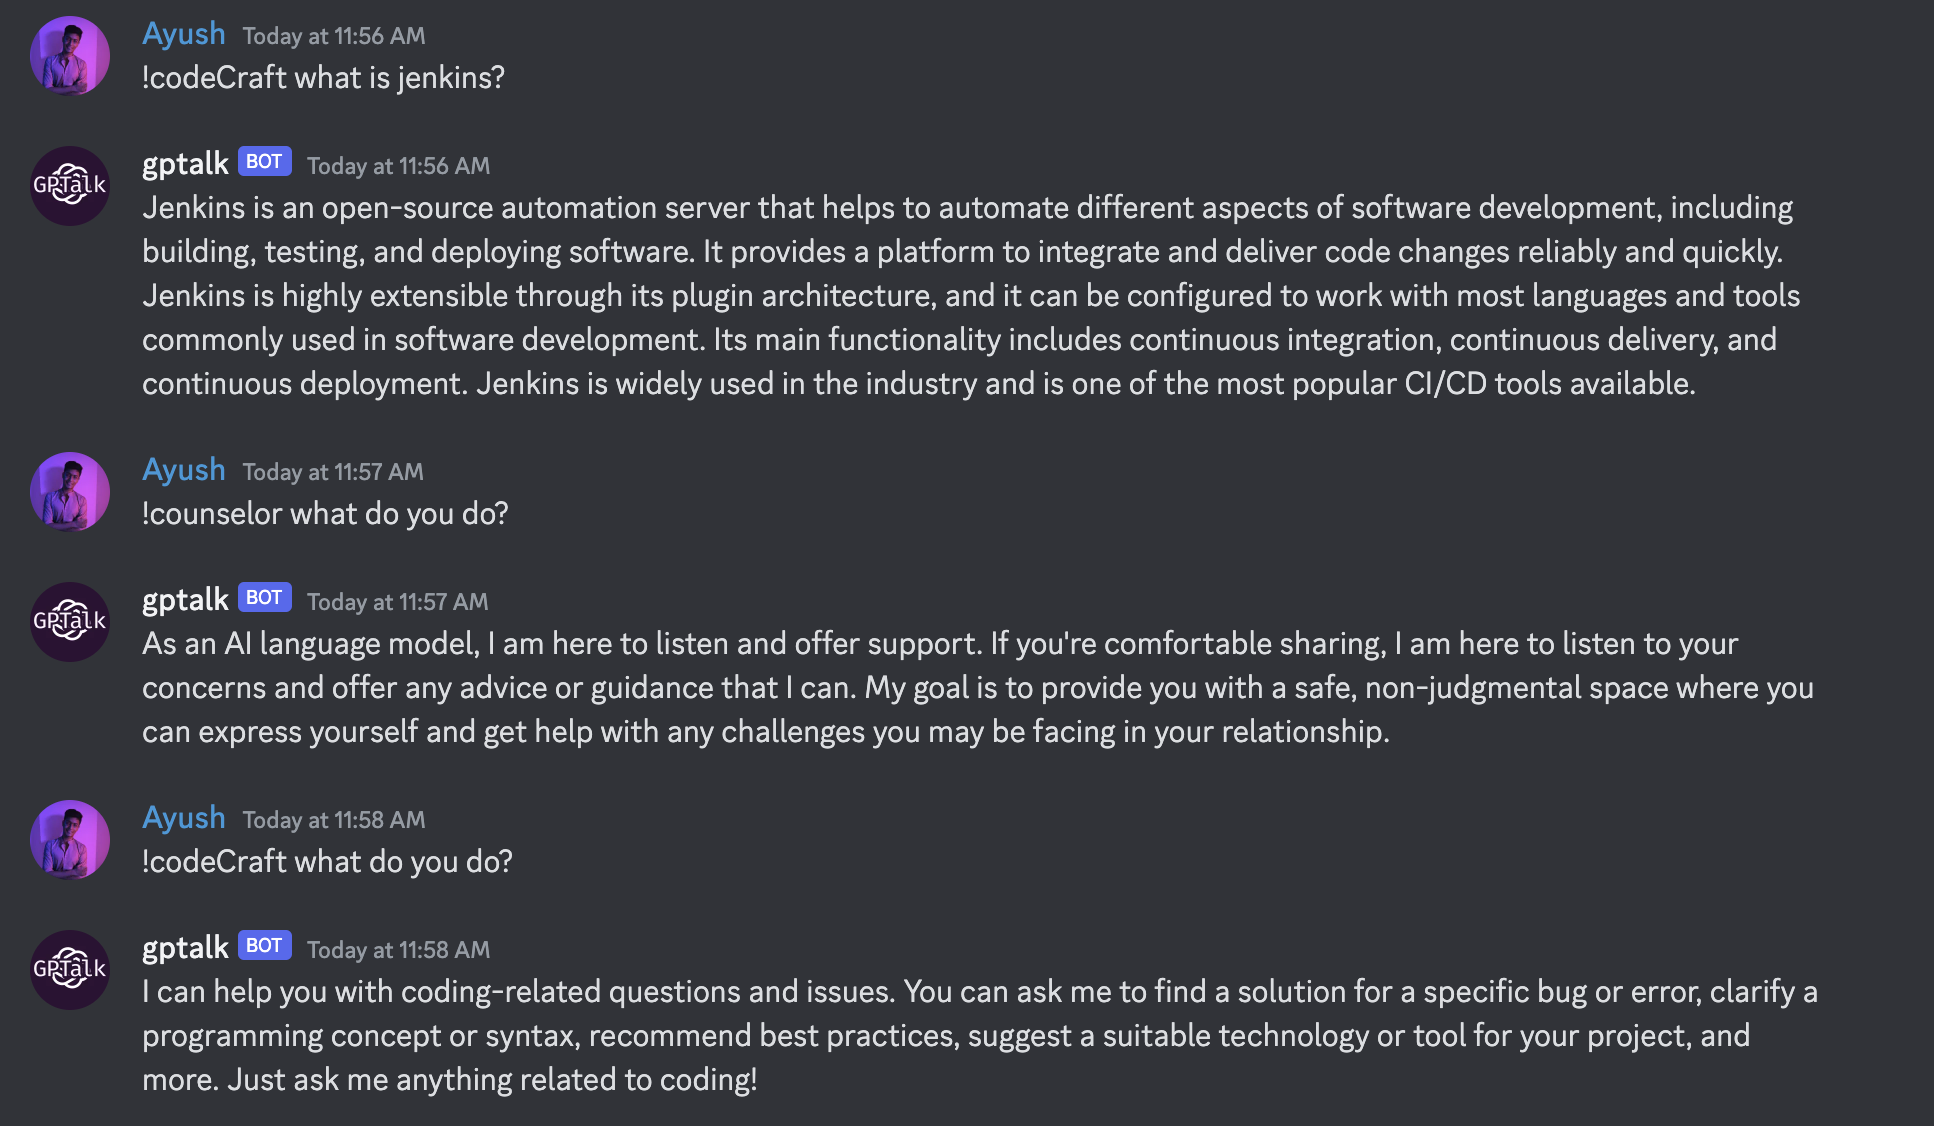 Ayush Today at 11:56 AM
!codeCraft what is jenkins?
GPTalk
gptalk BOT Today at 11:56 AM
Jenkins is an open-source automation server that helps to automate different aspects of software development, including
building, testing, and deploying software. It provides a platform to integrate and deliver code changes reliably and quickly.
Jenkins is highly extensible through its plugin architecture, and it can be configured to work with most languages and tools
commonly used in software development. Its main functionality includes continuous integration, continuous delivery, and
continuous deployment. Jenkins is widely used in the industry and is one of the most popular CI/CD tools available.
Ayush Today at 11:57 AM
!counselor what do you do?
GPTalk
gptalk BOT Today at 11:57 AM
As an AI language model, I am here to listen and offer support. If you're comfortable sharing, I am here to listen to your
concerns and offer any advice or guidance that I can. My goal is to provide you with a safe, non-judgmental space where you
can express yourself and get help with any challenges you may be facing in your relationship.
Ayush Today at 11:58 AM
!codeCraft what do you do?
GPTalk
gptalk BOT Today at 11:58 AM
I can help you with coding-related questions and issues. You can ask me to find a solution for a specific bug or error, clarify a
programming concept or syntax, recommend best practices, suggest a suitable technology or tool for your project, and
more. Just ask me anything related to coding!